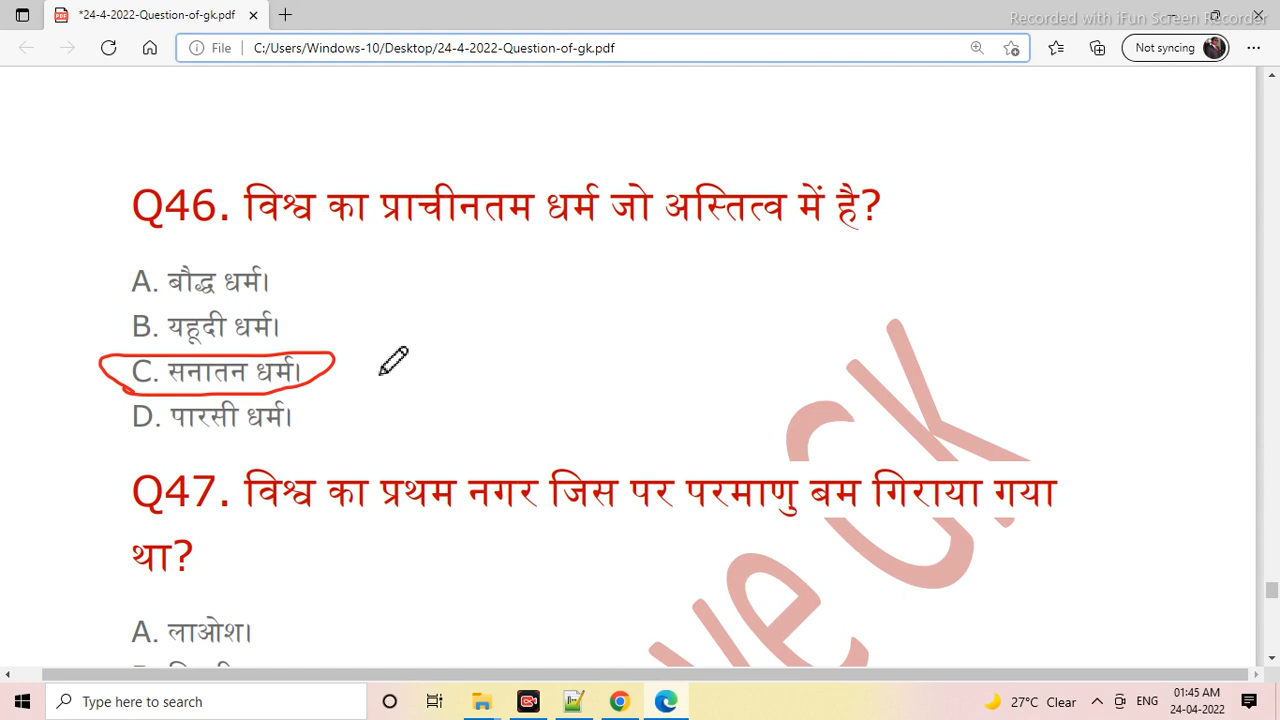 *24-4-2022-Question-of-gk.pdf
Recorded with iFun Screen Recorder
File C:/Users/Windows-10/Desktop/24-4-2022-Question-of-gk.pdf Not syncing
Q46. विश्व का प्राचीनतम धर्म जो अस्तित्व में है?
A. बौद्ध धर्म।
B. यहूदी धर्म।
C. सनातन धर्म।
D. पारसी धर्म।
Q47. विश्व का प्रथम नगर जिस पर परमाणु बम गिराया गया
था?
A. लाओश।
Type here to search
27°C Clear ENG 01:45 AM
24-04-2022